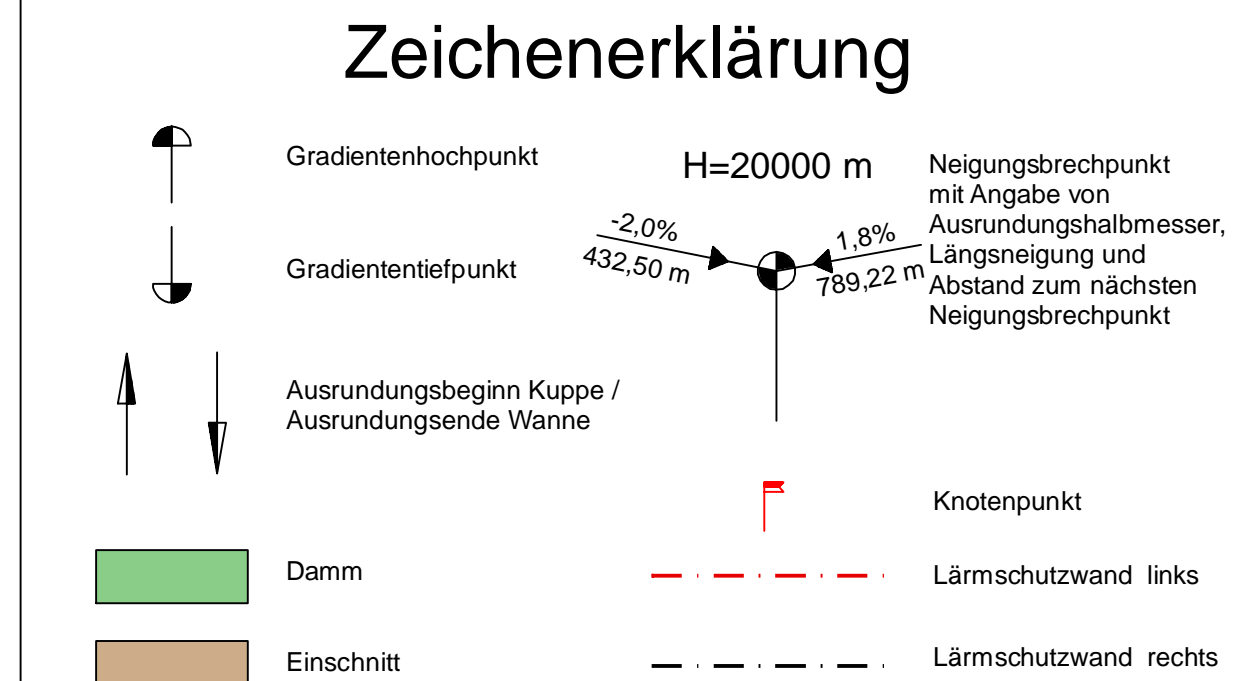 Zeichenerklärung
Gradientenhochpunkt
Gradiententiefpunkt
Ausrundungsbeginn Kuppe /
Ausrundungsende Wanne
Damm
Einschnitt
H=20000 m
-2,0%
432,50 m
1,8%
789,22 m
Neigungsbrechpunkt
mit Angabe von
Ausrundungshalbmesser,
Längsneigung und
Abstand zum nächsten
Neigungsbrechpunkt
Knotenpunkt
Lärmschutzwand links
Lärmschutzwand rechts